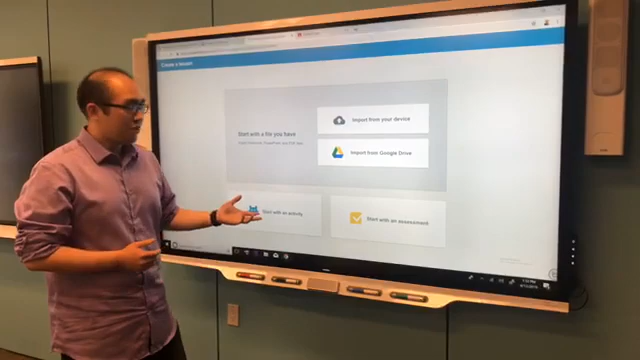 Create a lesson
Start with a file you have
Import from your device
Import from Google Drive
Start with an activity
Start with an assessment